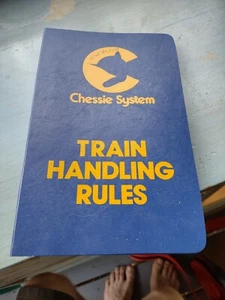 Chessie System
TRAIN
HANDLING
RULES